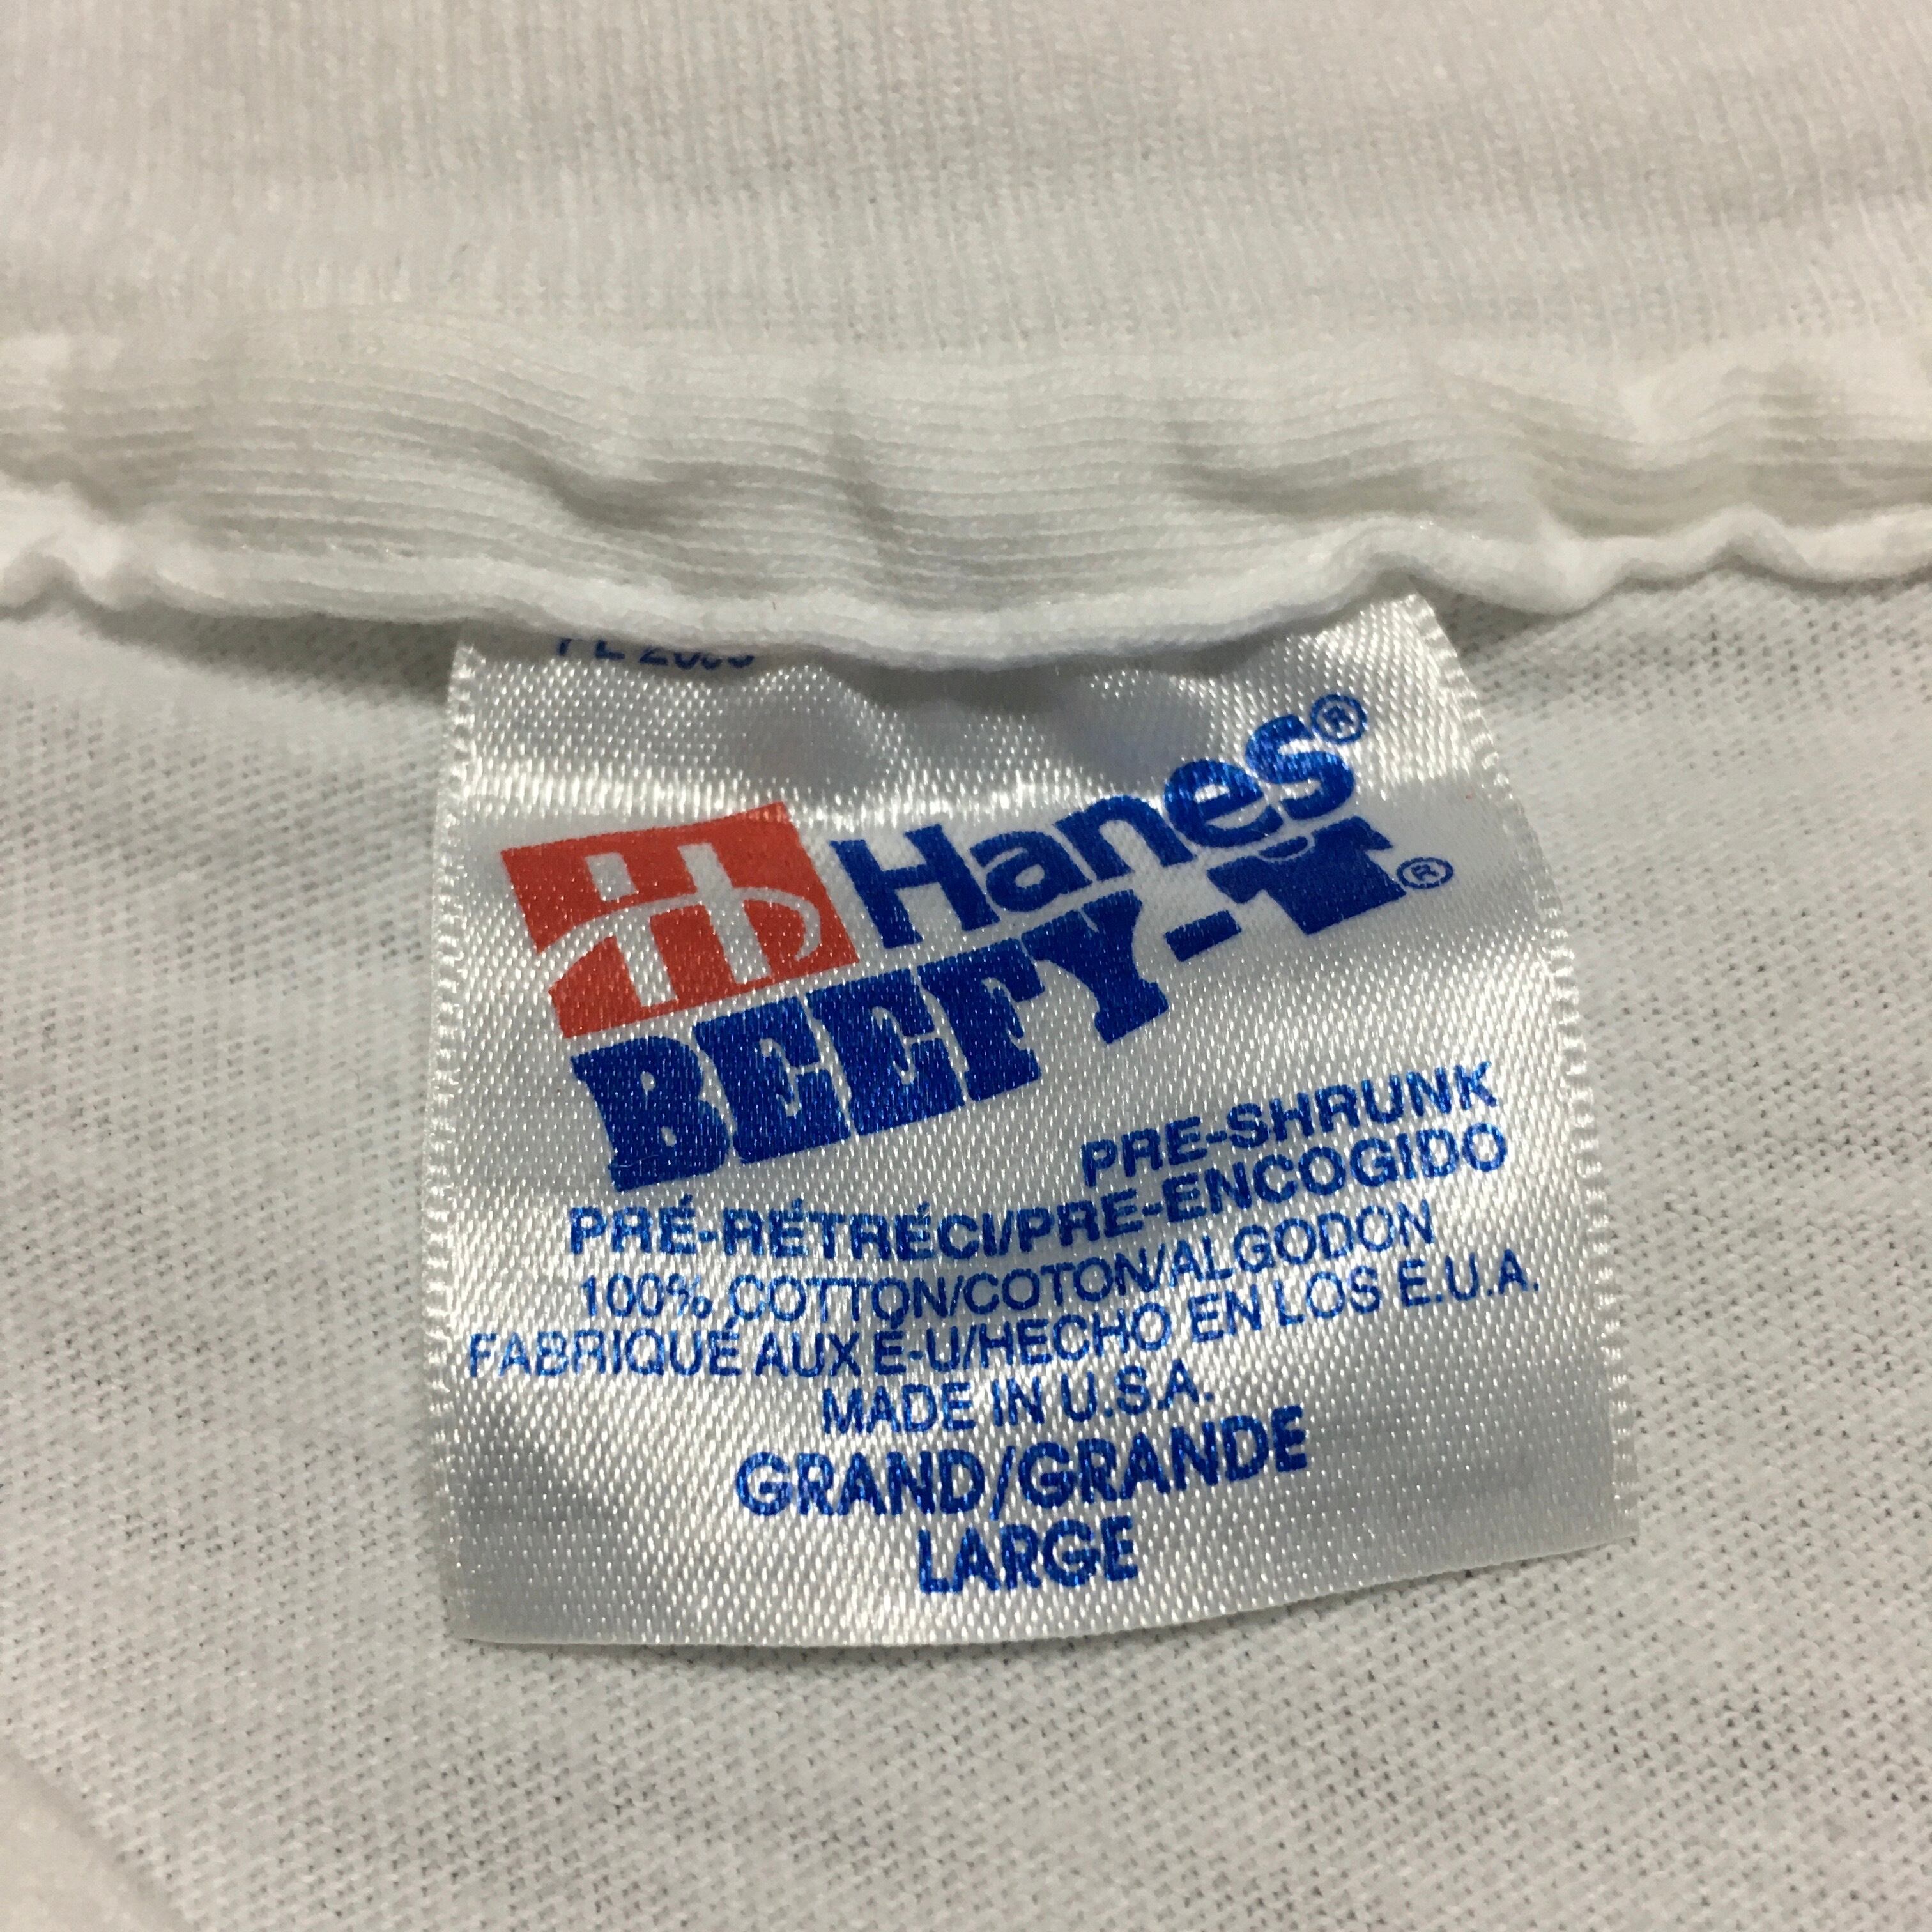 Hanes®
BEEFY-T®
PRE-SHRUNK
PRÉ-RÉTRÉCI/PRE-ENCOGIDO
100% COTTON/COTON/ALGODON
FABRIQUÉ AUX É-U/HECHO EN LOS E.U.A.
MADE IN U.S.A.
GRAND/GRANDE
LARGE